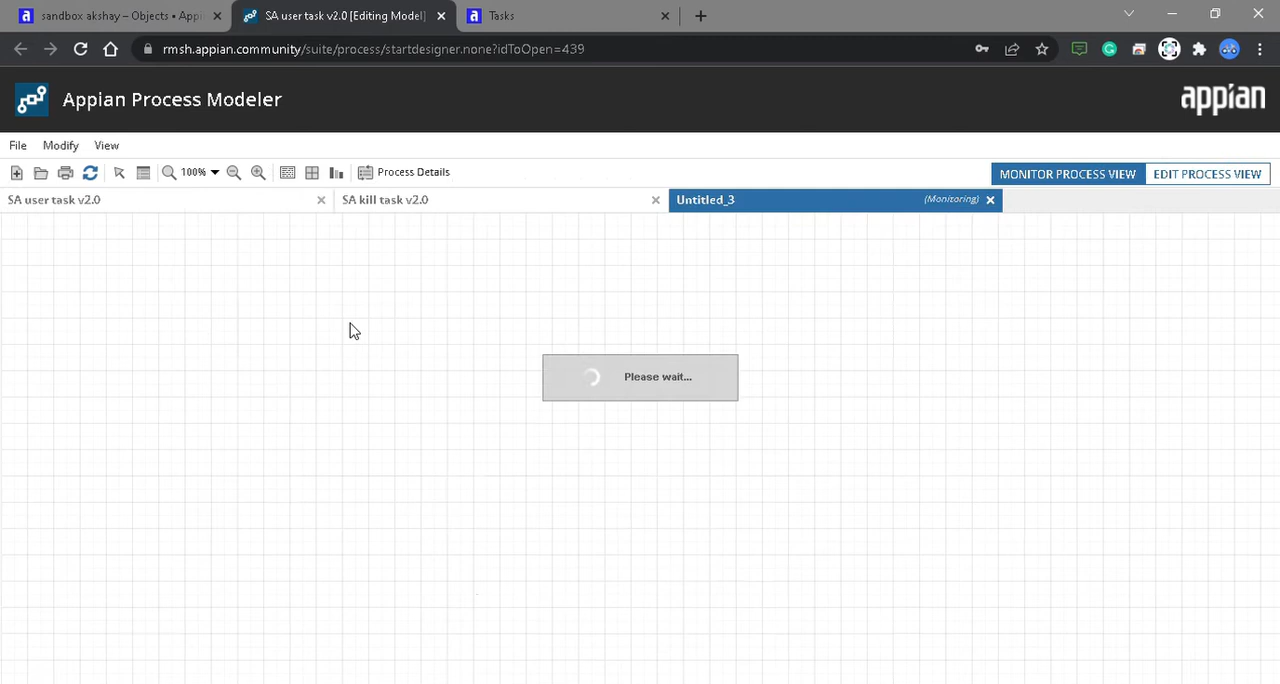 sandbox akshay – Objects • Appi
SA user task v2.0 [Editing Model]
Tasks
rmsh.appian.community/suite/process/startdesigner.none?idToOpen=439
Appian Process Modeler
appian
File Modify View
100% Process Details
MONITOR PROCESS VIEW EDIT PROCESS VIEW
SA user task v2.0
SA kill task v2.0
Untitled_3 (Monitoring)
Please wait...